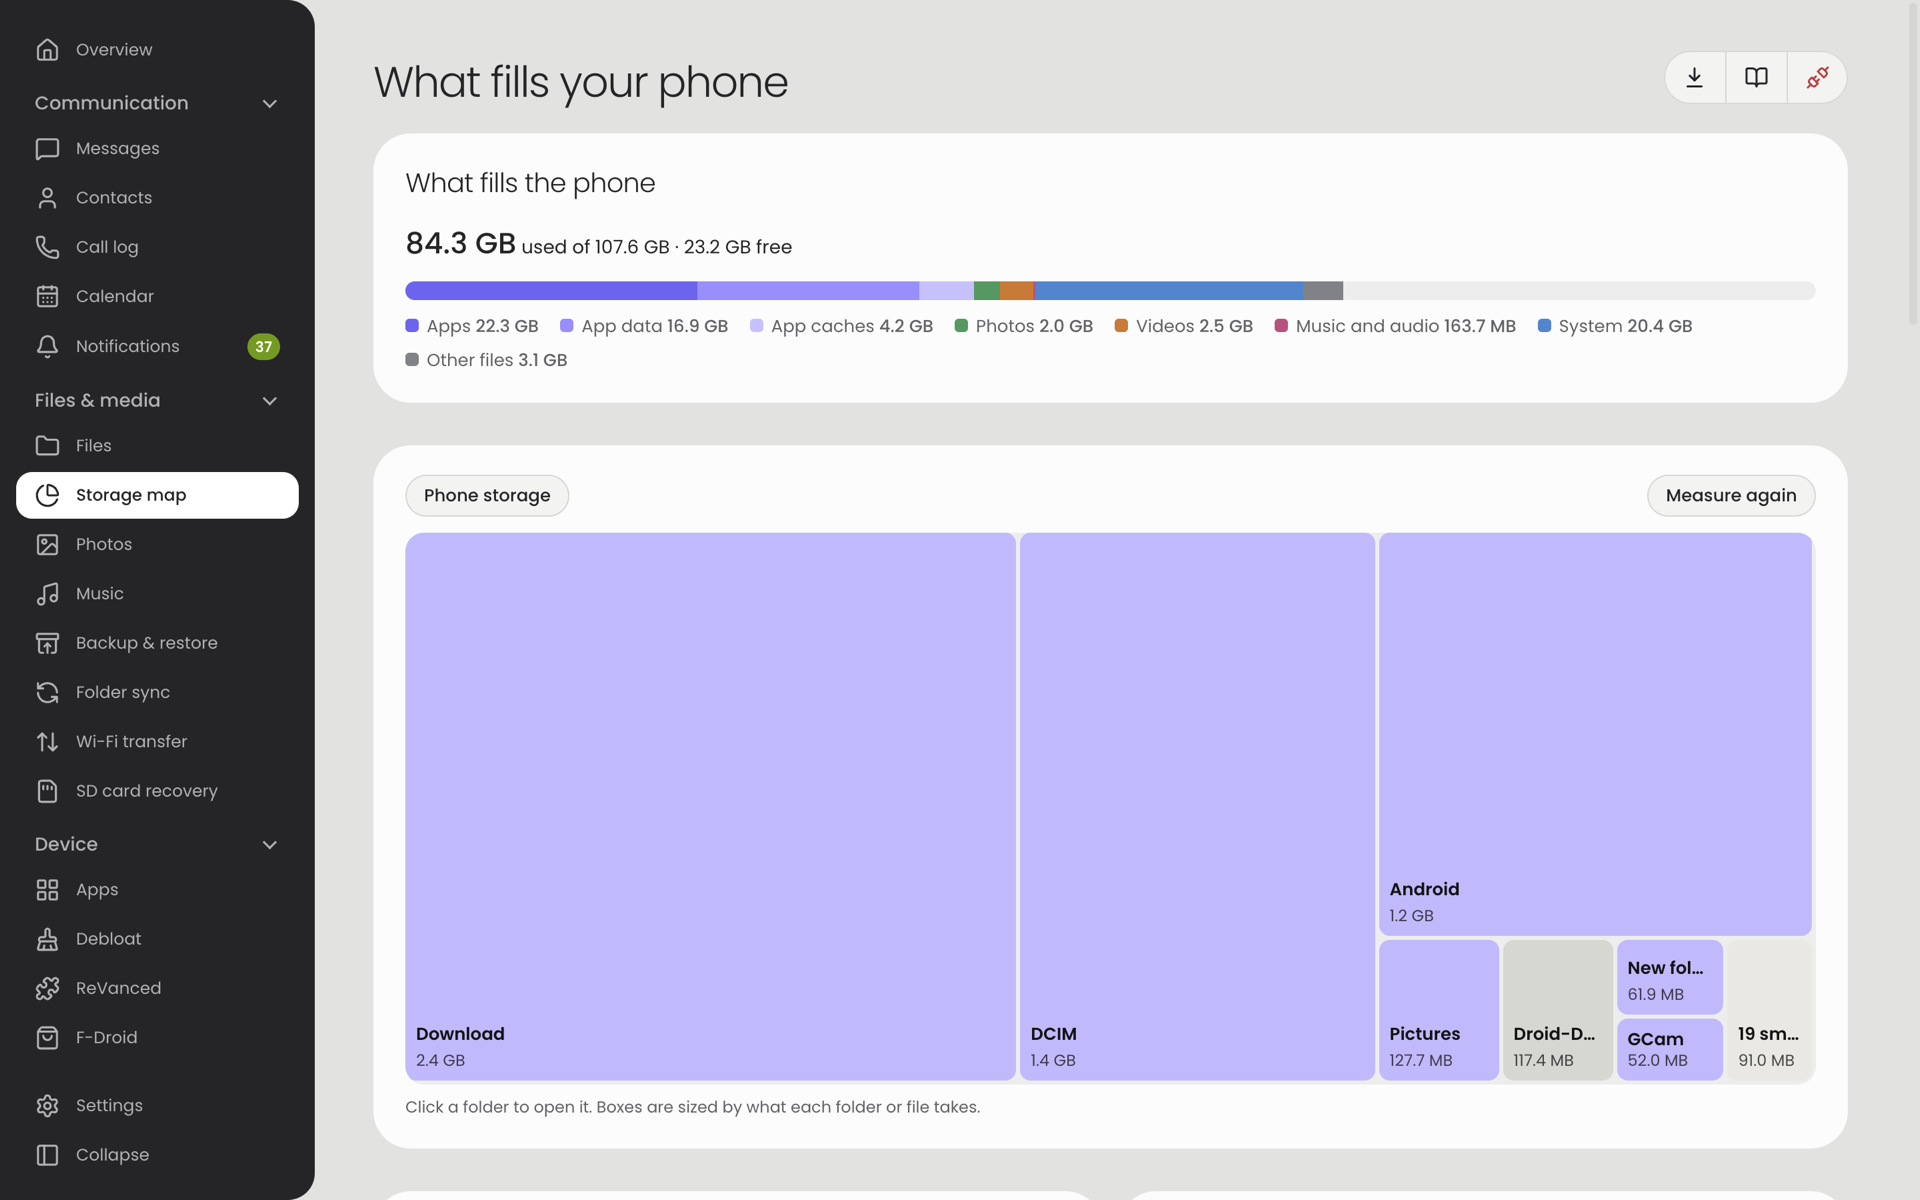 Overview
Communication
Messages
Contacts
Call log
Calendar
Notifications 37
Files & media
Files
Storage map
Photos
Music
Backup & restore
Folder sync
Wi-Fi transfer
SD card recovery
Device
Apps
Debloat
ReVanced
F-Droid
Settings
Collapse
What fills your phone
What fills the phone
84.3 GB used of 107.6 GB · 23.2 GB free
Apps 22.3 GB App data 16.9 GB App caches 4.2 GB Photos 2.0 GB Videos 2.5 GB Music and audio 163.7 MB System 20.4 GB
Other files 3.1 GB
Phone storage
Measure again
Download
2.4 GB
DCIM
1.4 GB
Android
1.2 GB
Pictures
127.7 MB
Droid-D...
117.4 MB
New fol...
61.9 MB
GCam
52.0 MB
19 sm...
91.0 MB
Click a folder to open it. Boxes are sized by what each folder or file takes.